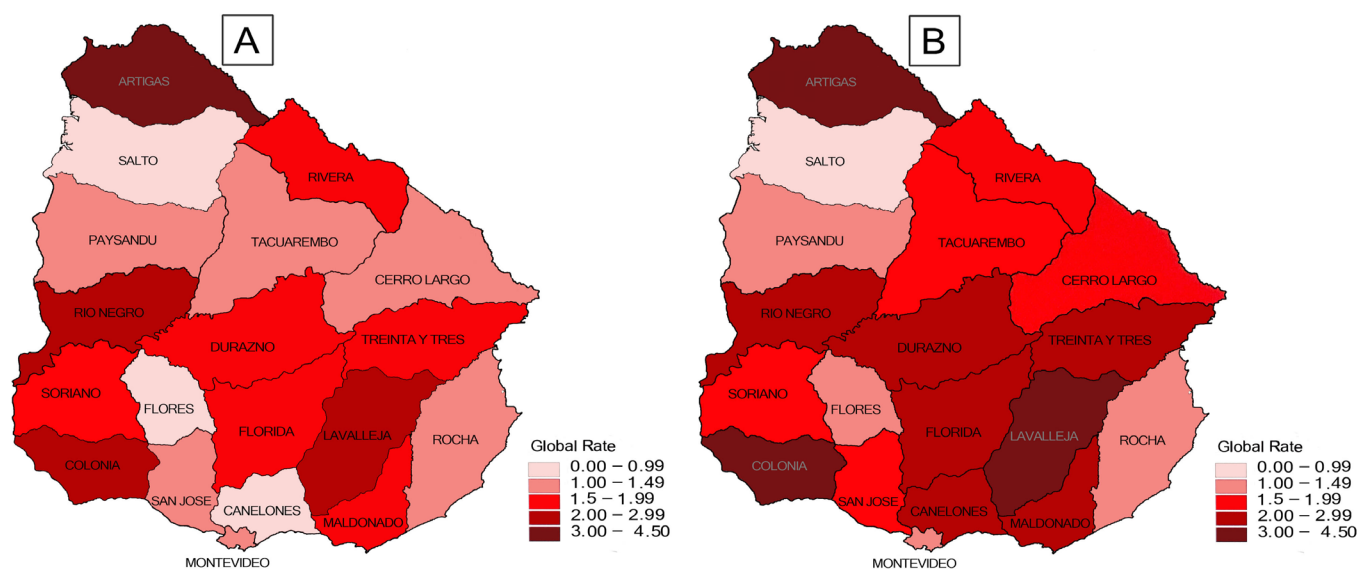 A
ARTIGAS
SALTO
RIVERA
PAYSANDU
TACUAREMBO
CERRO LARGO
RIO NEGRO
DURAZNO
TREINTA Y TRES
SORIANO
FLORES
FLORIDA
LAVALLEJA
ROCHA
COLONIA
SAN JOSE
CANELONES
MALDONADO
MONTEVIDEO
Global Rate
0.00 – 0.99
1.00 – 1.49
1.5 – 1.99
2.00 – 2.99
3.00 – 4.50
B
ARTIGAS
SALTO
RIVERA
PAYSANDU
TACUAREMBO
CERRO LARGO
RIO NEGRO
DURAZNO
TREINTA Y TRES
SORIANO
FLORES
FLORIDA
LAVALLEJA
ROCHA
COLONIA
SAN JOSE
CANELONES
MALDONADO
MONTEVIDEO
Global Rate
0.00 – 0.99
1.00 – 1.49
1.5 – 1.99
2.00 – 2.99
3.00 – 4.50